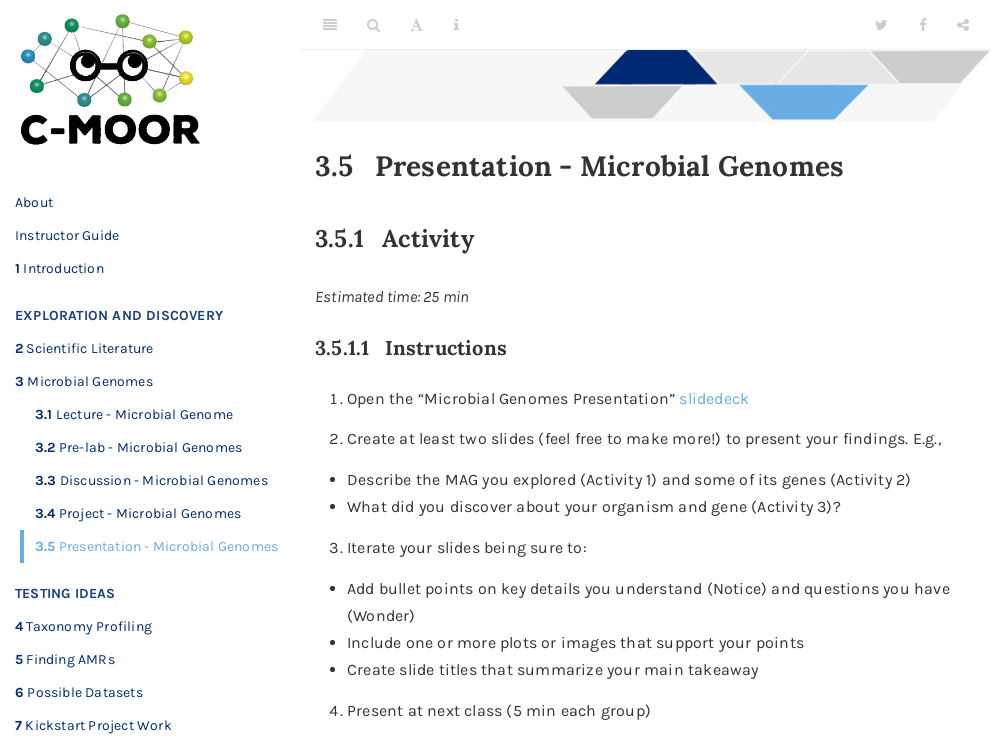 C-MOOR
About
Instructor Guide
1 Introduction
EXPLORATION AND DISCOVERY
2 Scientific Literature
3 Microbial Genomes
3.1 Lecture - Microbial Genome
3.2 Pre-lab - Microbial Genomes
3.3 Discussion - Microbial Genomes
3.4 Project - Microbial Genomes
3.5 Presentation - Microbial Genomes
TESTING IDEAS
4 Taxonomy Profiling
5 Finding AMRs
6 Possible Datasets
7 Kickstart Project Work
3.5 Presentation - Microbial Genomes
3.5.1 Activity
Estimated time: 25 min
3.5.1.1 Instructions
1. Open the “Microbial Genomes Presentation” slidedeck
2. Create at least two slides (feel free to make more!) to present your findings. E.g.,
• Describe the MAG you explored (Activity 1) and some of its genes (Activity 2)
• What did you discover about your organism and gene (Activity 3)?
3. Iterate your slides being sure to:
• Add bullet points on key details you understand (Notice) and questions you have
(Wonder)
• Include one or more plots or images that support your points
• Create slide titles that summarize your main takeaway
4. Present at next class (5 min each group)